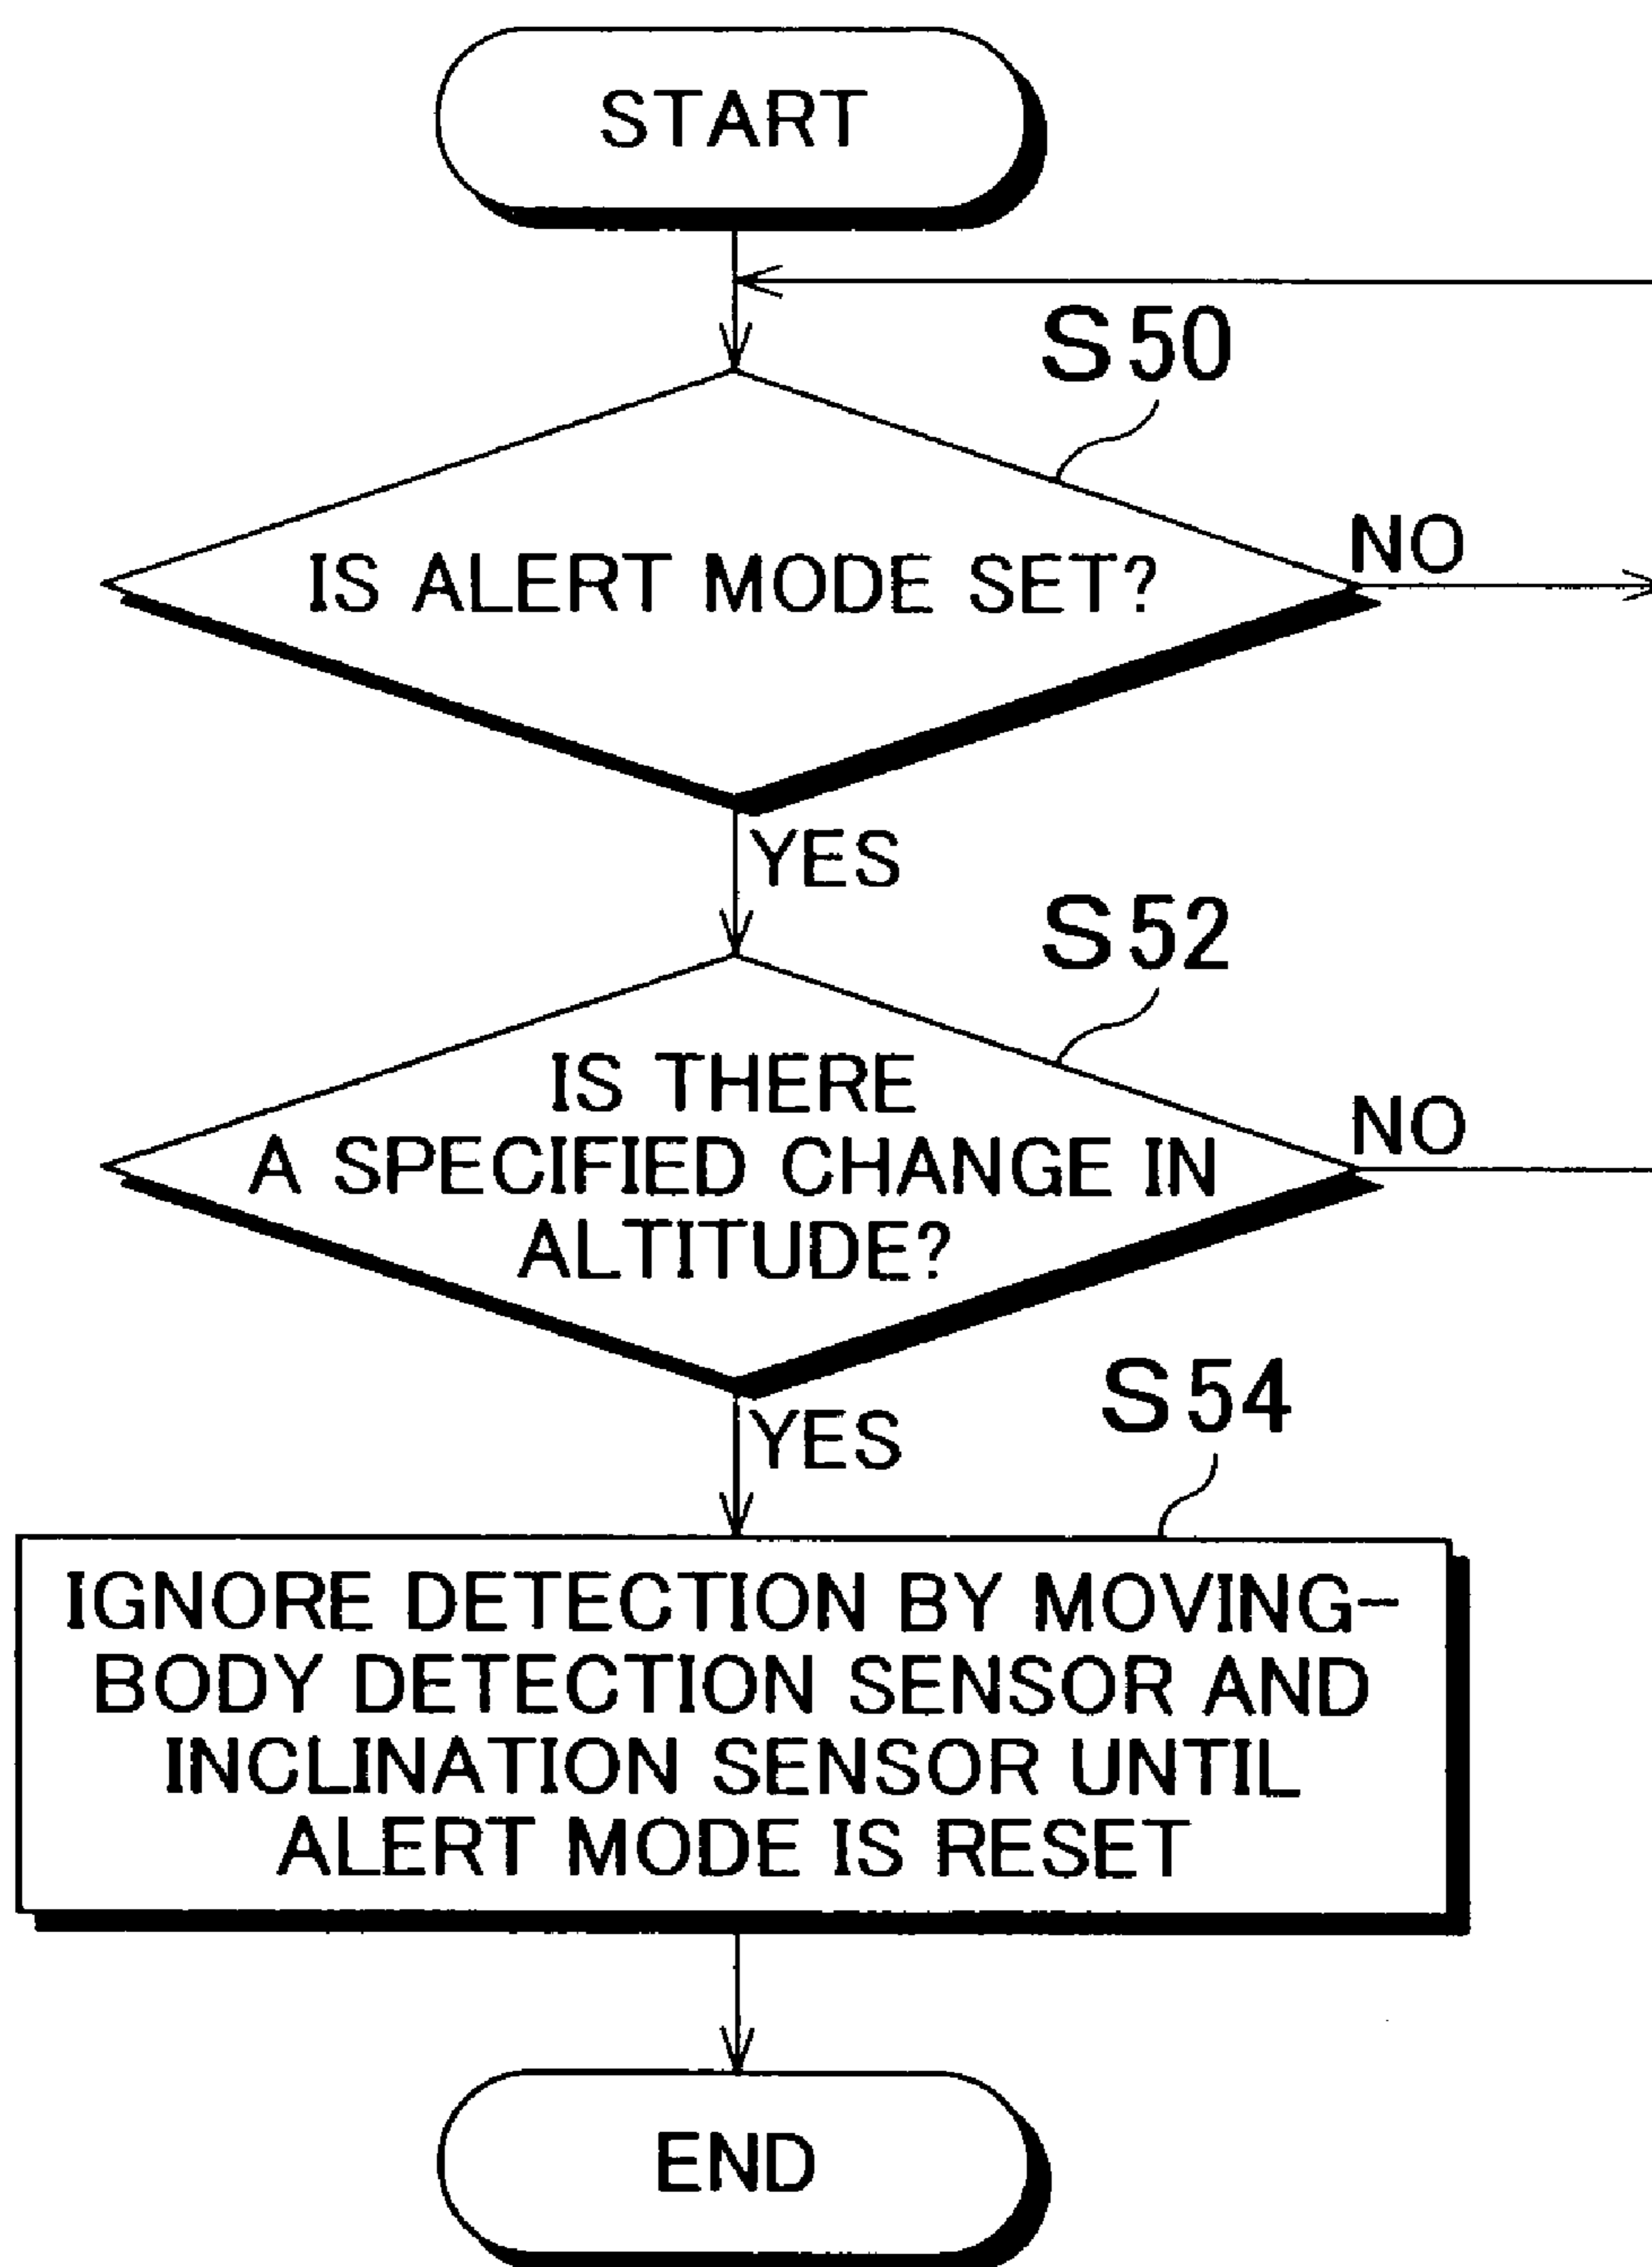 START
S50
IS ALERT MODE SET?
NO
YES
S52
IS THERE
A SPECIFIED CHANGE IN
ALTITUDE?
NO
YES
S54
IGNORE DETECTION BY MOVING-
BODY DETECTION SENSOR AND
INCLINATION SENSOR UNTIL
ALERT MODE IS RESET
END